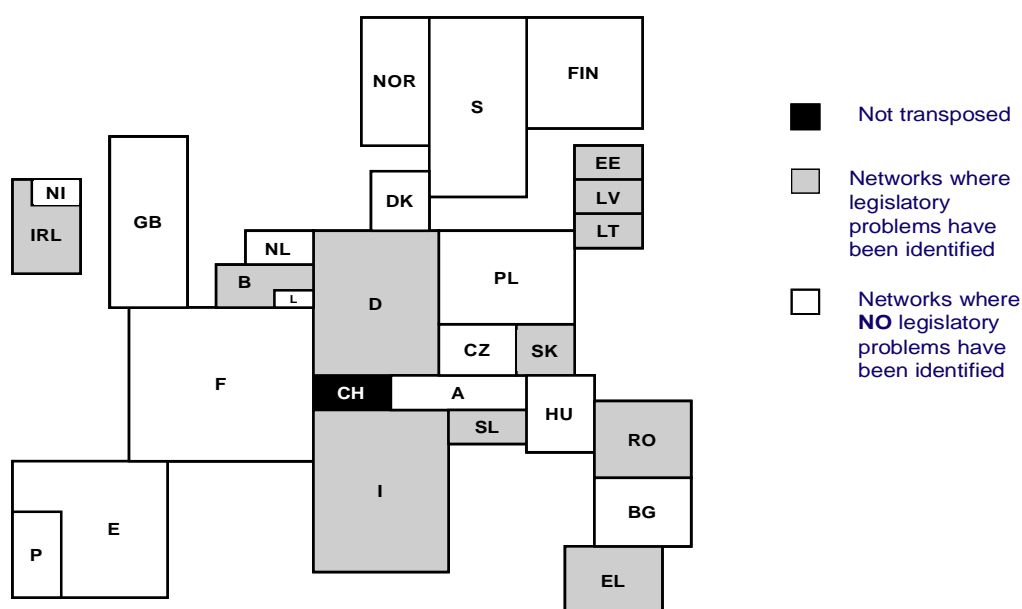 NOR
S
FIN
Not transposed
EE
NI
LV
Networks where
legislatory
problems have
been identified
DK
GB
IRL
LT
NL
B
PL
L
D
Networks where
NO legislatory
problems have
been identified
CZ
SK
F
CH
A
HU
SL
RO
I
BG
E
P
EL